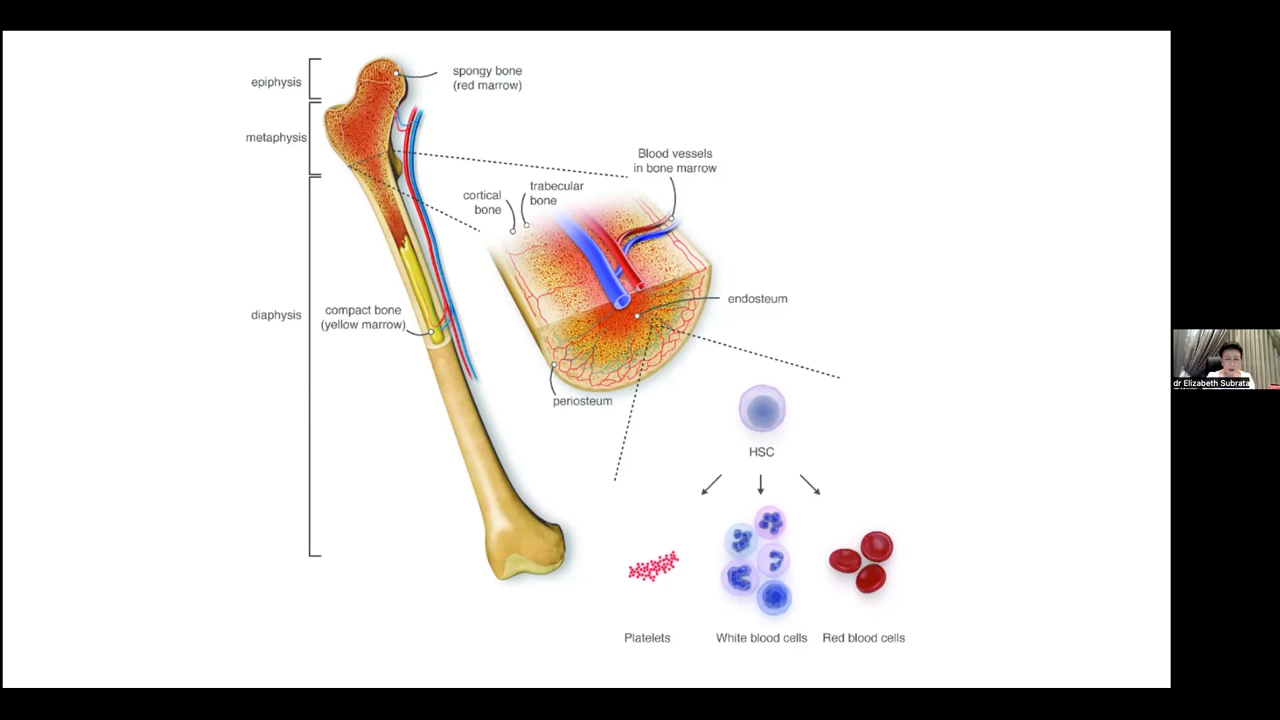 epiphysis
spongy bone
(red marrow)
metaphysis
Blood vessels
in bone marrow
trabecular
bone
cortical
bone
endosteum
diaphysis
compact bone
(yellow marrow)
periosteum
HSC
Platelets
White blood cells
Red blood cells
dr Elizabeth Subrata